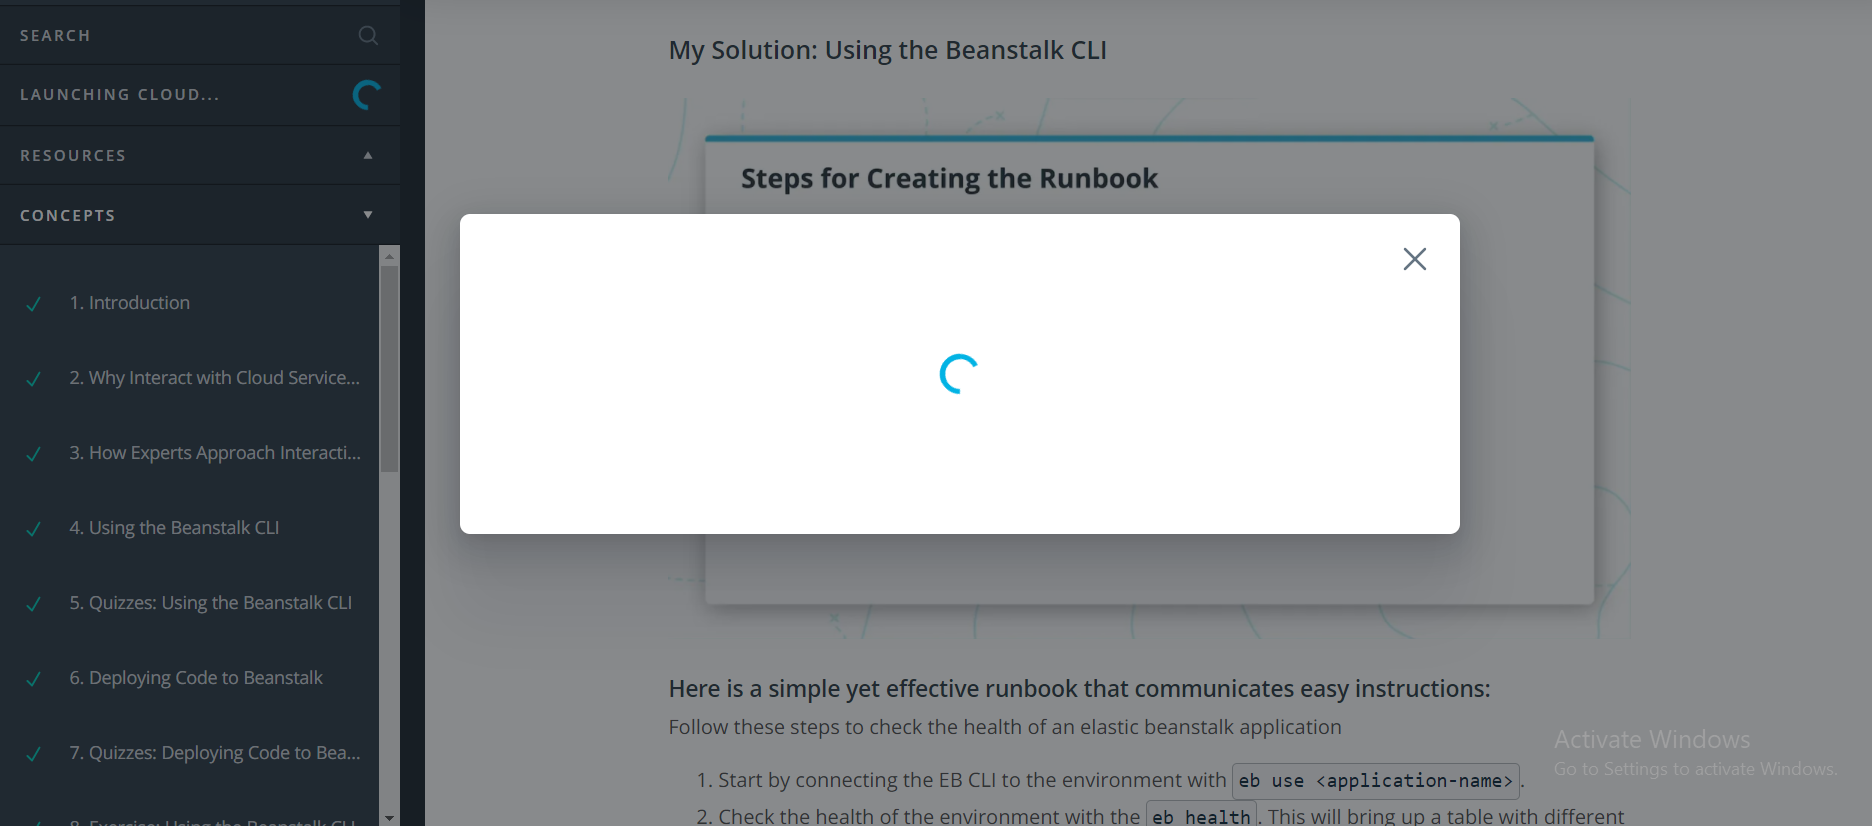 SEARCH
LAUNCHING CLOUD...
RESOURCES
CONCEPTS
1. Introduction
2. Why Interact with Cloud Service...
3. How Experts Approach Interacti...
4. Using the Beanstalk CLI
5. Quizzes: Using the Beanstalk CLI
6. Deploying Code to Beanstalk
7. Quizzes: Deploying Code to Bea...
8. Exercise: Using the Beanstalk CLI
My Solution: Using the Beanstalk CLI
Steps for Creating the Runbook
Here is a simple yet effective runbook that communicates easy instructions:
Follow these steps to check the health of an elastic beanstalk application
1. Start by connecting the EB CLI to the environment with eb use <application-name>.
2. Check the health of the environment with the eb health. This will bring up a table with different
Activate Windows
Go to Settings to activate Windows.